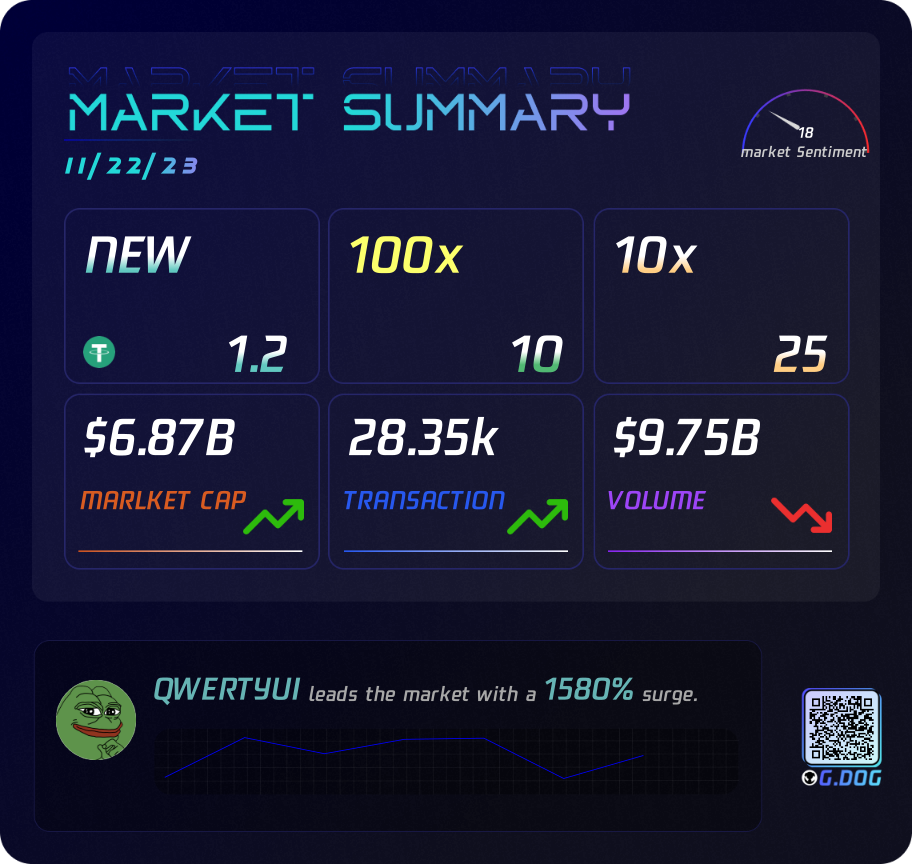 MARKET SUMMARY
11/22/23
18
market Sentiment
NEW
1.2
100x
10
10x
25
$6.87B
MARLKET CAP
28.35k
TRANSACTION
$9.75B
VOLUME
QWERTYUI leads the market with a 1580% surge.
G.DOG